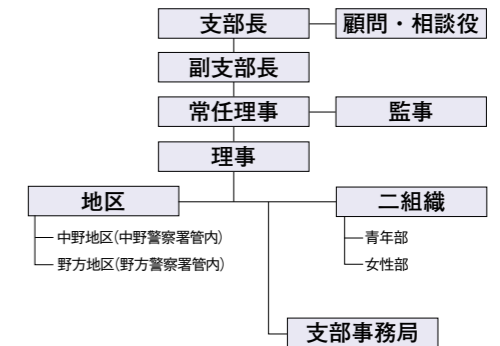 支部長
顧問・相談役
副支部長
常任理事
監事
理事
地区
中野地区(中野警察署管内)
野方地区(野方警察署管内)
二組織
青年部
女性部
支部事務局